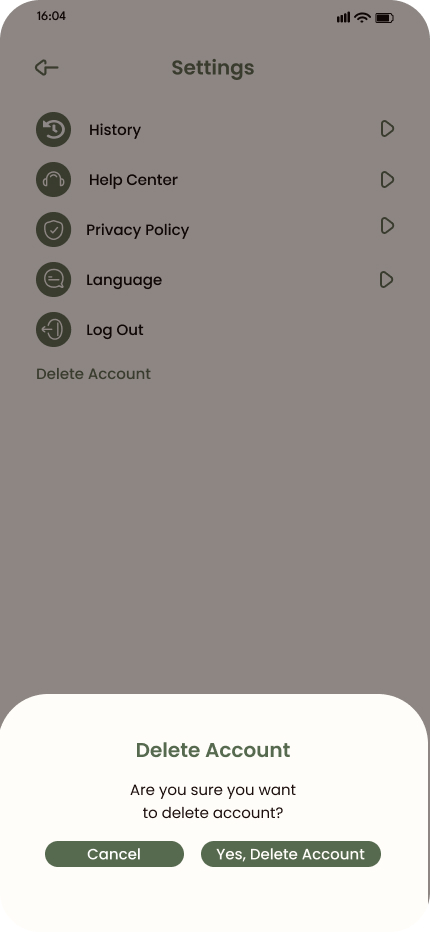 16:04
Settings
History
Help Center
Privacy Policy
Language
Log Out
Delete Account
Delete Account
Are you sure you want
to delete account?
Cancel
Yes, Delete Account